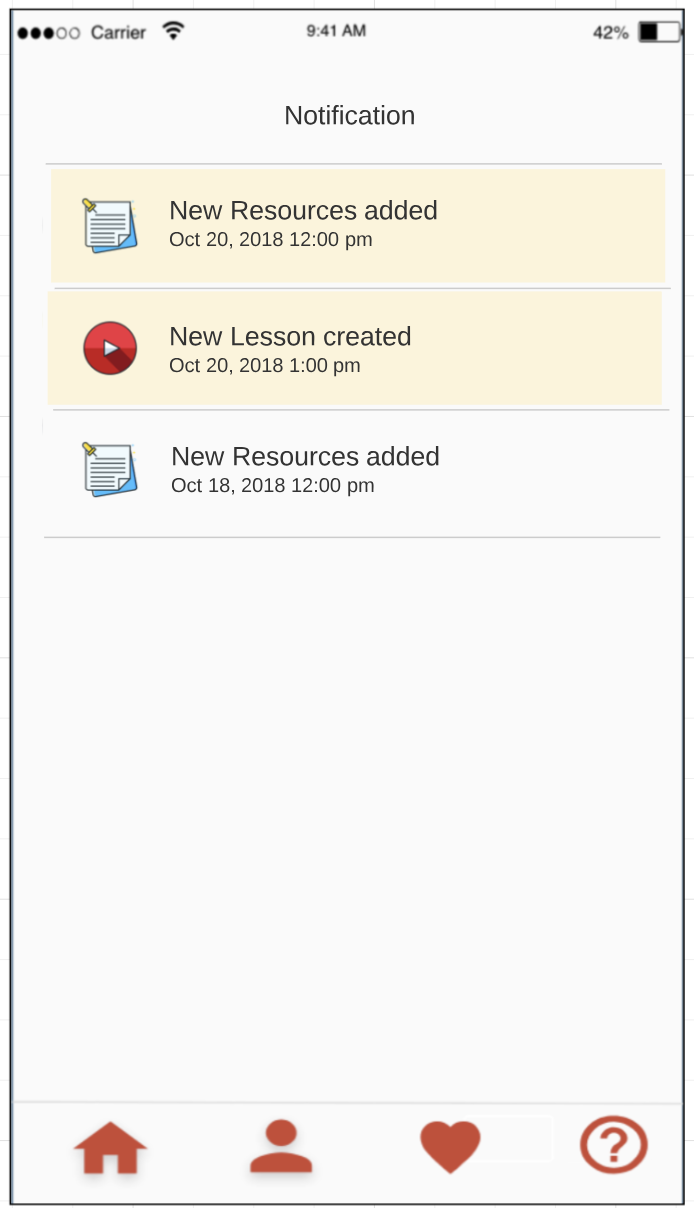 Carrier 9:41 AM 42%
Notification
New Resources added
Oct 20, 2018 12:00 pm
New Lesson created
Oct 20, 2018 1:00 pm
New Resources added
Oct 18, 2018 12:00 pm
?